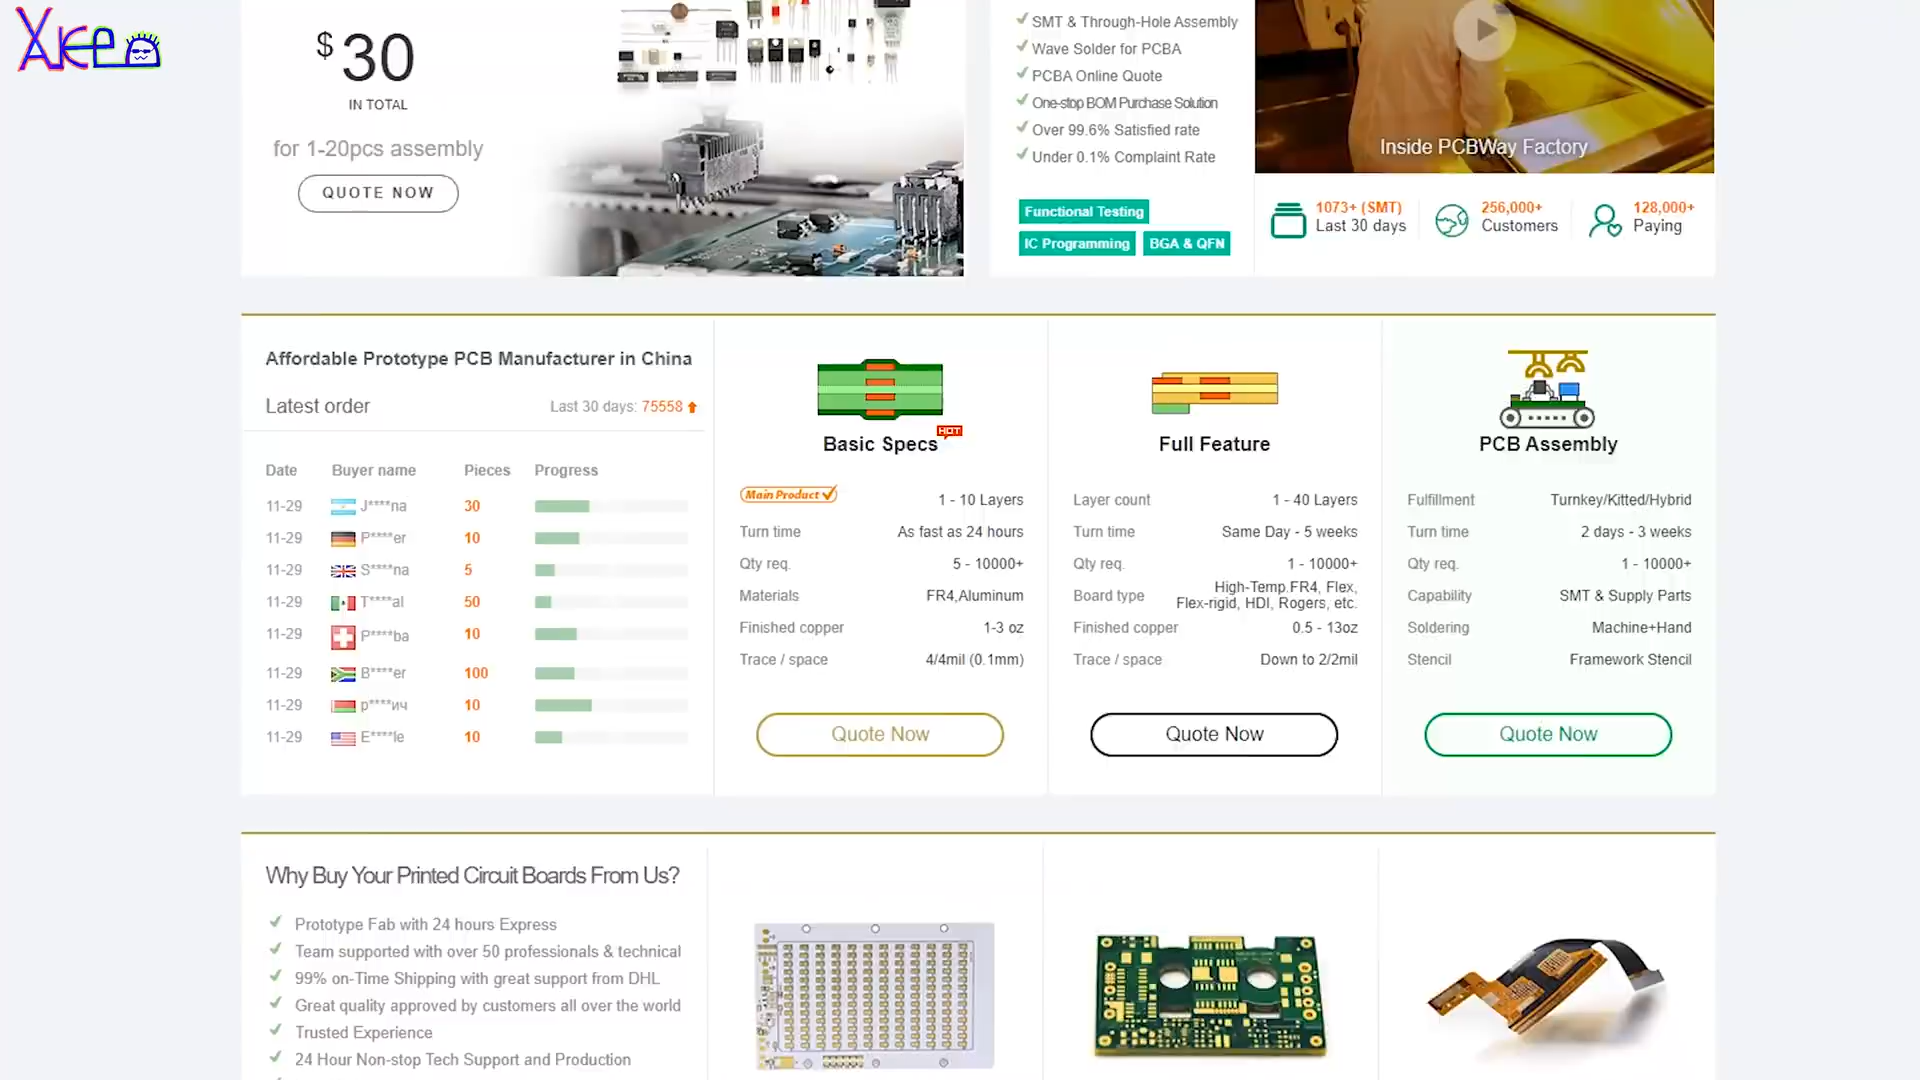 XκεD
$30
IN TOTAL
for 1-20pcs assembly
QUOTE NOW
SMT & Through-Hole Assembly
Wave Solder for PCBA
PCBA Online Quote
One-stop BOM Purchase Solution
Over 99.6% Satisfied rate
Under 0.1% Complaint Rate
Functional Testing
IC Programming
BGA & QFN
Inside PCBWay Factory
1073+ (SMT)
Last 30 days
256,000+
Customers
128,000+
Paying
Affordable Prototype PCB Manufacturer in China
Latest order
Last 30 days: 75558
Date Buyer name Pieces Progress
11-29 J****na 30
11-29 P****er 10
11-29 S****na 5
11-29 T****al 50
11-29 P****ba 10
11-29 B****er 100
11-29 р****ич 10
11-29 E****le 10
HOT
Basic Specs
Main Product 1 - 10 Layers
Turn time As fast as 24 hours
Qty req. 5 - 10000+
Materials FR4,Aluminum
Finished copper 1-3 oz
Trace / space 4/4mil (0.1mm)
Quote Now
Full Feature
Layer count 1 - 40 Layers
Turn time Same Day - 5 weeks
Qty req. 1 - 10000+
Board type High-Temp.FR4, Flex,
Flex-rigid, HDI, Rogers, etc.
Finished copper 0.5 - 13oz
Trace / space Down to 2/2mil
Quote Now
PCB Assembly
Fulfillment Turnkey/Kitted/Hybrid
Turn time 2 days - 3 weeks
Qty req. 1 - 10000+
Capability SMT & Supply Parts
Soldering Machine+Hand
Stencil Framework Stencil
Quote Now
Why Buy Your Printed Circuit Boards From Us?
Prototype Fab with 24 hours Express
Team supported with over 50 professionals & technical
99% on-Time Shipping with great support from DHL
Great quality approved by customers all over the world
Trusted Experience
24 Hour Non-stop Tech Support and Production